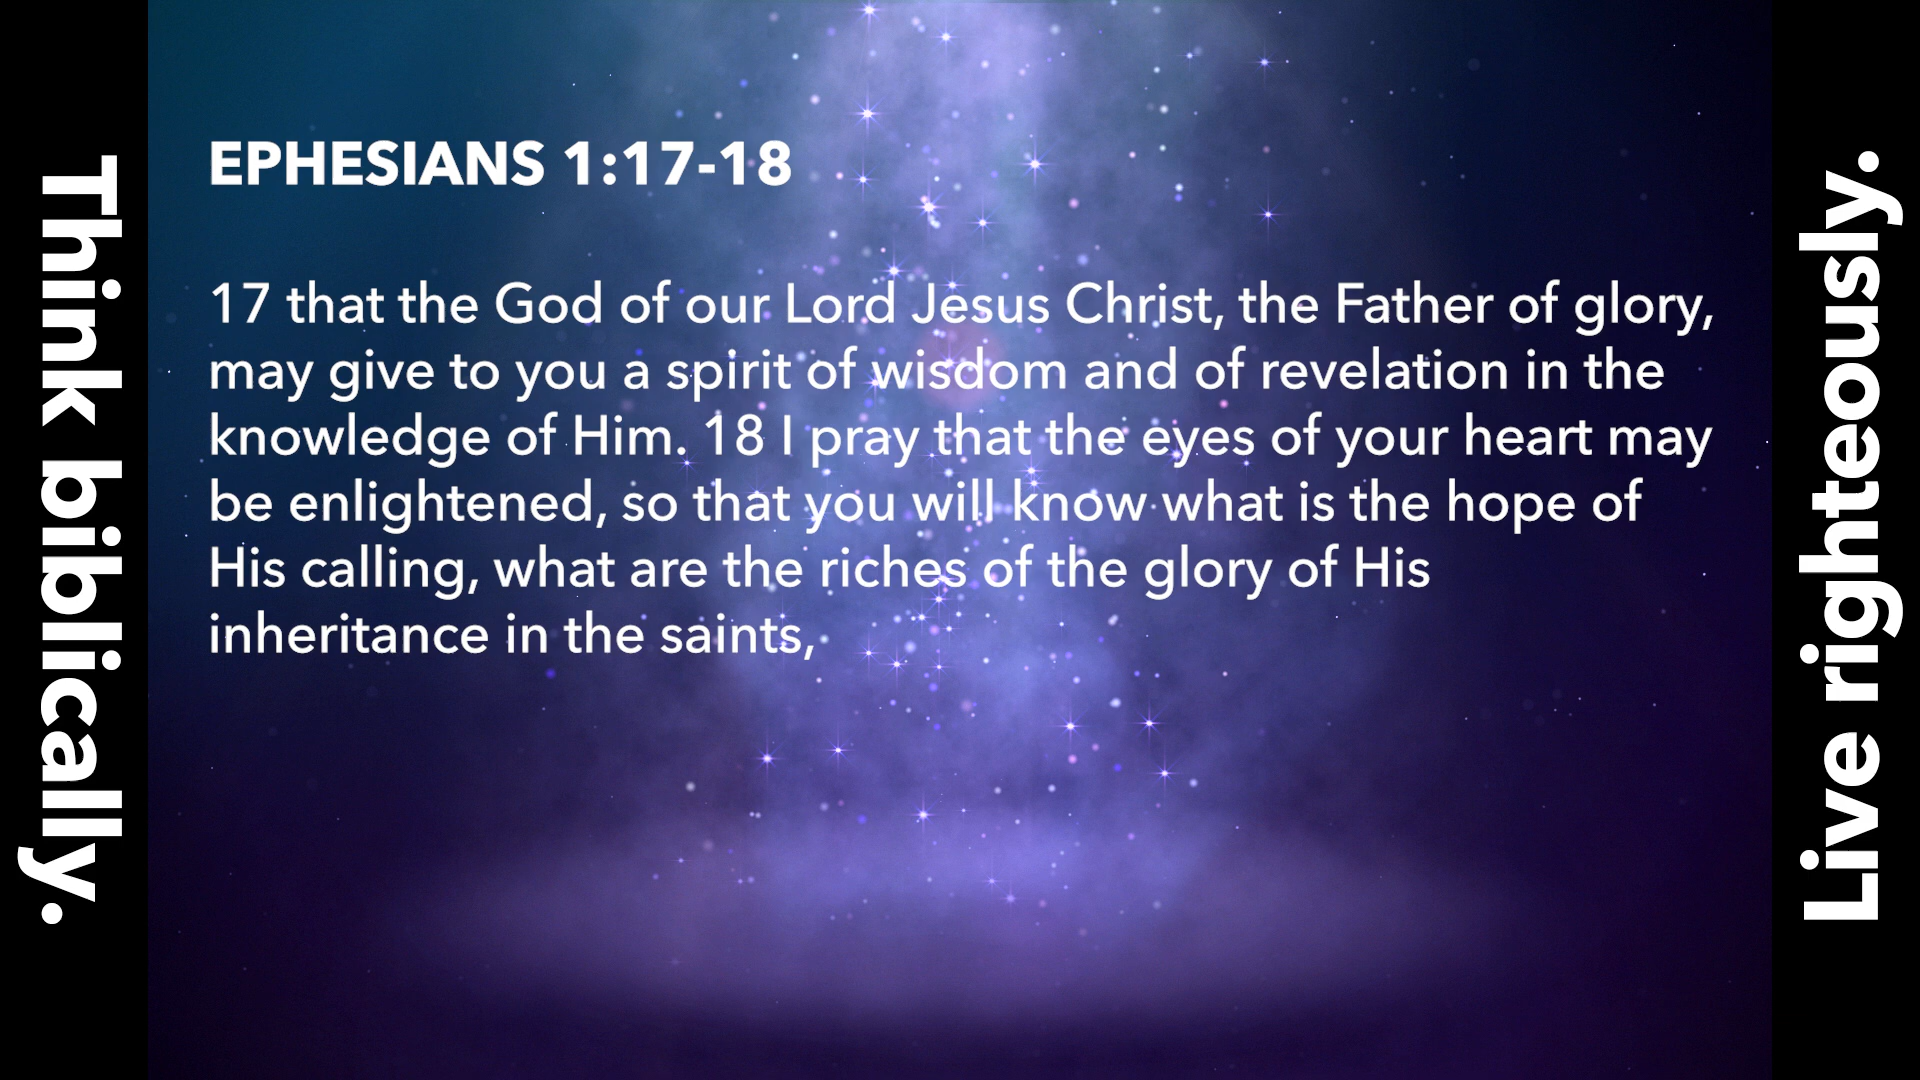 Think biblically.
EPHESIANS 1:17-18
17 that the God of our Lord Jesus Christ, the Father of glory,
may give to you a spirit of wisdom and of revelation in the
knowledge of Him. 18 I pray that the eyes of your heart may
be enlightened, so that you will know what is the hope of
His calling, what are the riches of the glory of His
inheritance in the saints,
Live righteously.